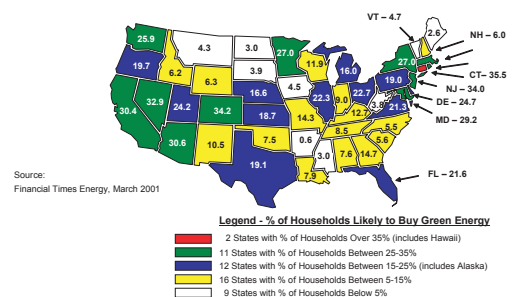 VT – 4.7
2.6
NH – 6.0
25.9
4.3
3.0
27.0
11.9
27.0
19.7
6.2
3.9
16.0
CT– 35.5
6.3
16.6
4.5
19.0
NJ – 34.0
30.4
32.9
24.2
34.2
18.7
22.3
9.0
22.7
3.8
DE – 24.7
14.3
12.7
21.3
MD – 29.2
30.6
10.5
7.5
8.5
5.5
0.6
5.6
19.1
3.0
7.6
14.7
7.9
FL – 21.6
Source:
Financial Times Energy, March 2001
Legend - % of Households Likely to Buy Green Energy
2 States with % of Households Over 35% (includes Hawaii)
11 States with % of Households Between 25-35%
12 States with % of Households Between 15-25% (includes Alaska)
16 States with % of Households Between 5-15%
9 States with % of Households Below 5%